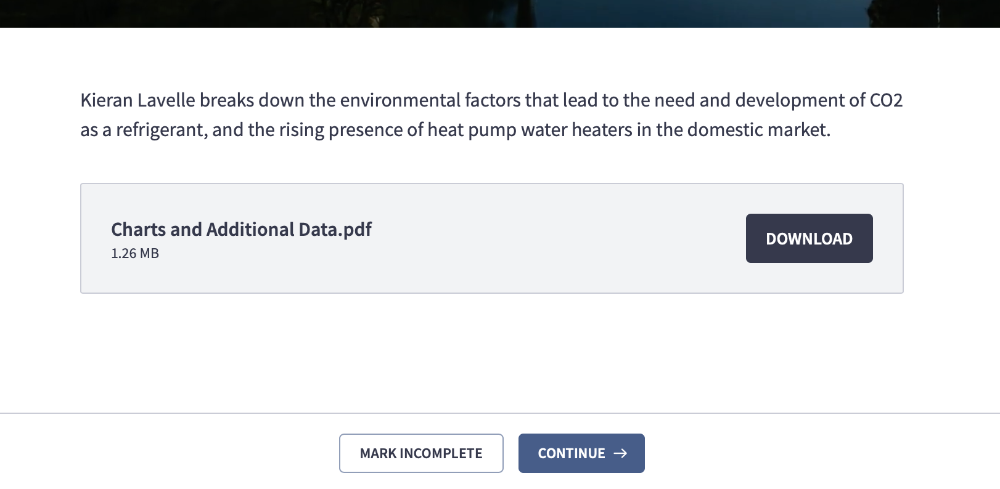 Kieran Lavelle breaks down the environmental factors that lead to the need and development of CO2
as a refrigerant, and the rising presence of heat pump water heaters in the domestic market.
Charts and Additional Data.pdf
1.26 MB
DOWNLOAD
MARK INCOMPLETE
CONTINUE →